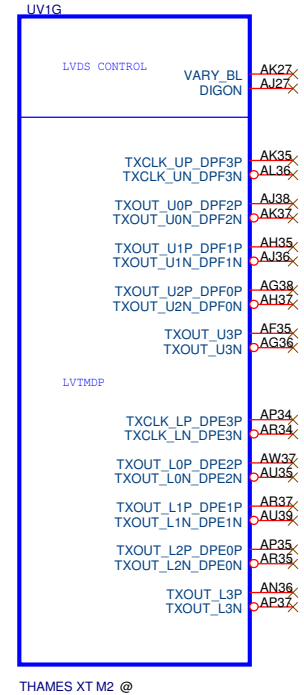 UV1G
LVDS CONTROL
VARY_BL AK27
DIGON AJ27
TXCLK_UP_DPF3P AK35
TXCLK_UN_DPF3N AL36
TXOUT_U0P_DPF2P AJ38
TXOUT_U0N_DPF2N AK37
TXOUT_U1P_DPF1P AH35
TXOUT_U1N_DPF1N AJ36
TXOUT_U2P_DPF0P AG38
TXOUT_U2N_DPF0N AH37
TXOUT_U3P AF35
TXOUT_U3N AG36
LVTMDP
TXCLK_LP_DPE3P AP34
TXCLK_LN_DPE3N AR34
TXOUT_L0P_DPE2P AW37
TXOUT_L0N_DPE2N AU35
TXOUT_L1P_DPE1P AR37
TXOUT_L1N_DPE1N AU39
TXOUT_L2P_DPE0P AP35
TXOUT_L2N_DPE0N AR35
TXOUT_L3P AN36
TXOUT_L3N AP37
THAMES XT M2 @